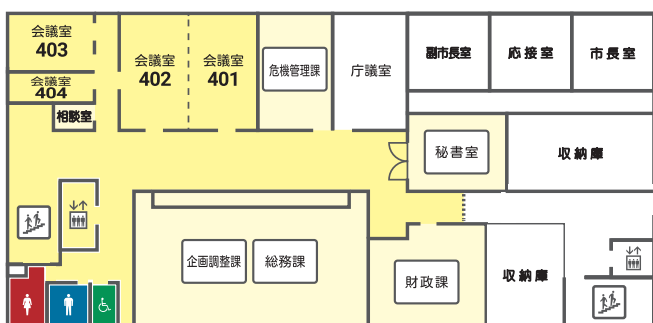 会議室
403
会議室
404
相談室
会議室
402
会議室
401
危機管理課
庁議室
副市長室
応接室
市長室
秘書室
収納庫
企画調整課
総務課
財政課
収納庫